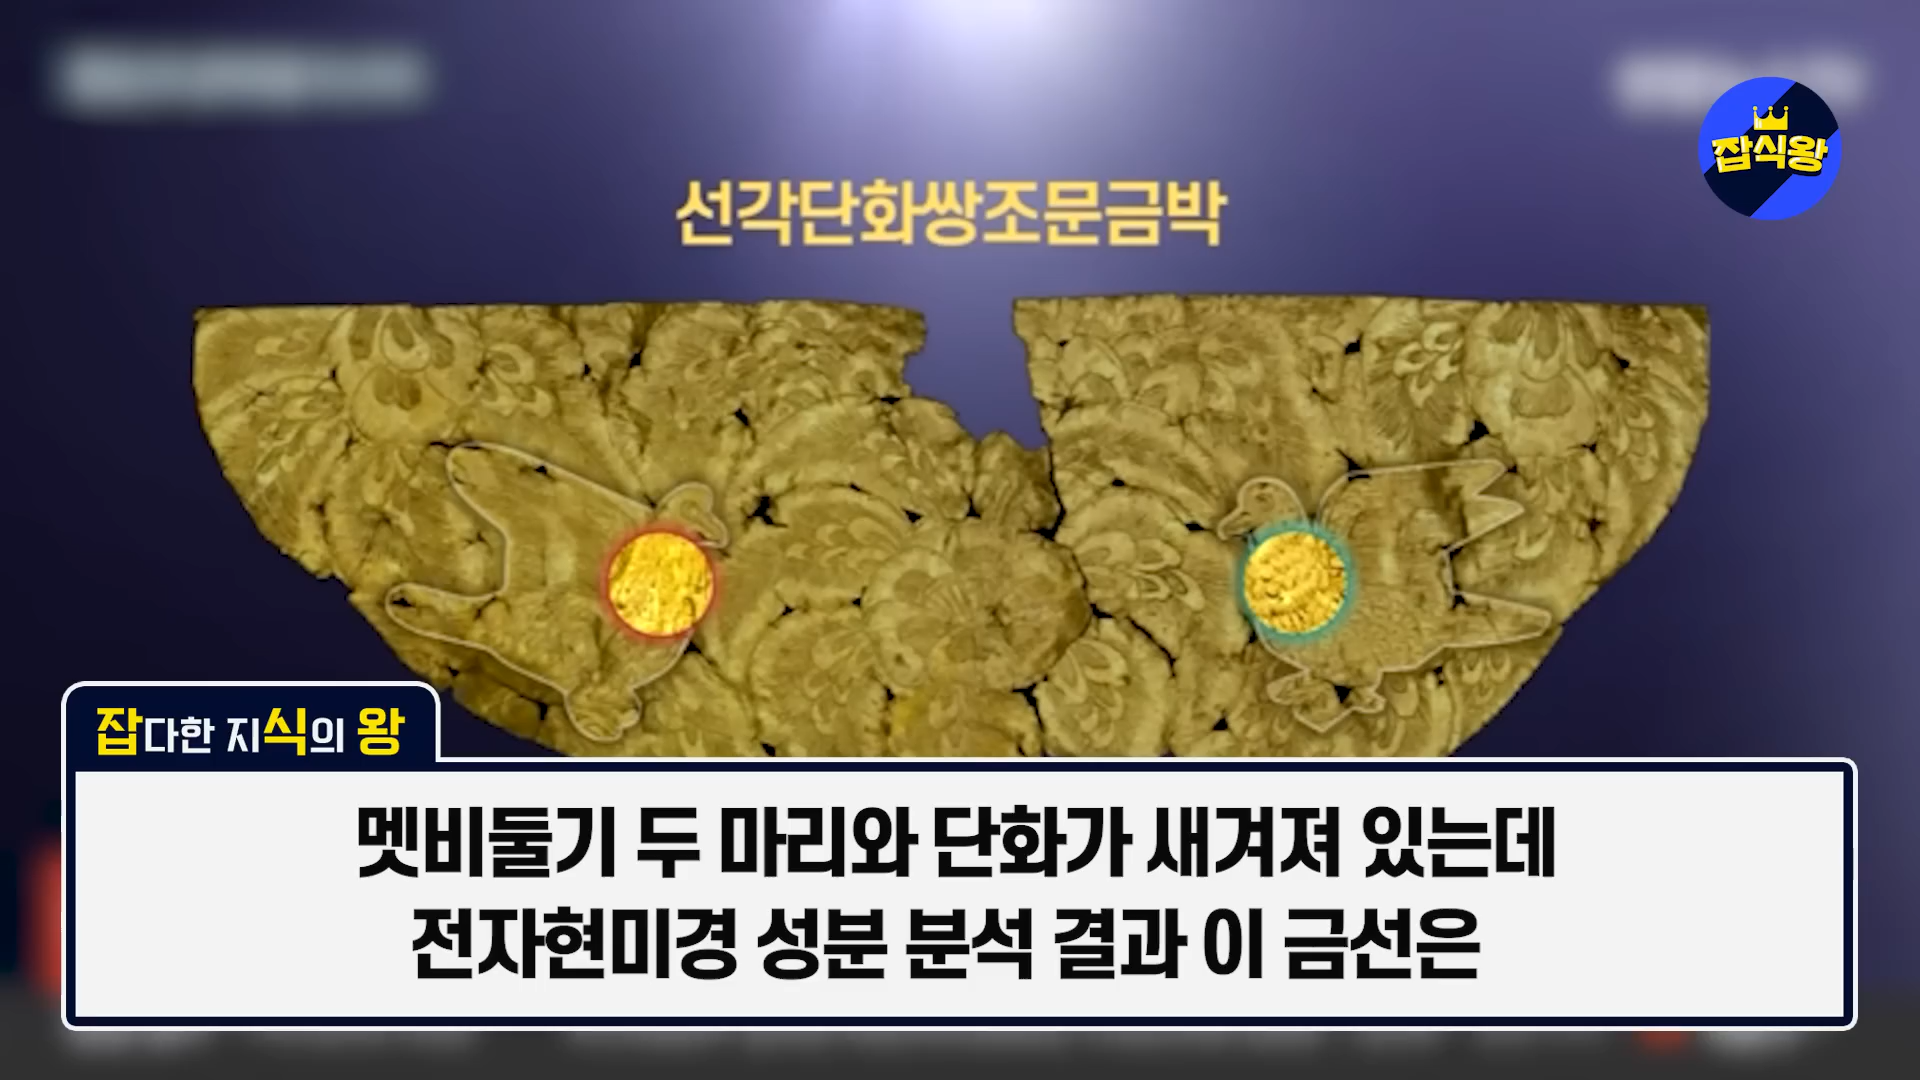 잡식왕
선각단화쌍조문금박
잡다한 지식의 왕
멧비둘기 두 마리와 단화가 새겨져 있는데
전자현미경 성분 분석 결과 이 금선은